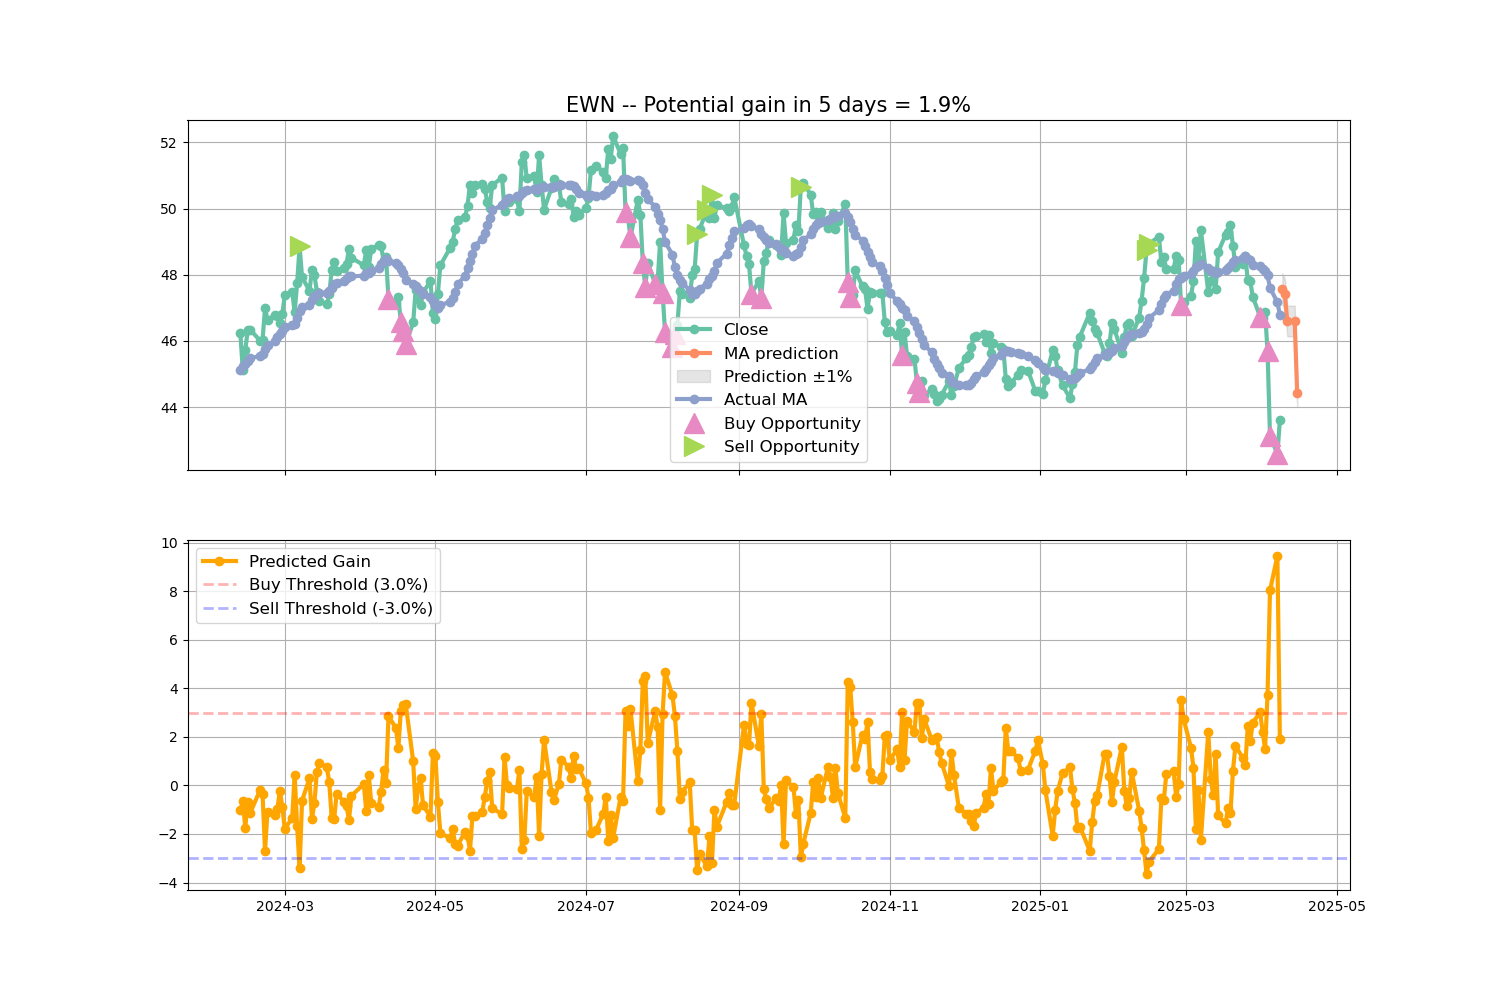 EWN -- Potential gain in 5 days = 1.9%
52
50
48
46
44
Close
MA prediction
Prediction ±1%
Actual MA
Buy Opportunity
Sell Opportunity
10
8
6
4
2
0
−2
−4
Predicted Gain
Buy Threshold (3.0%)
Sell Threshold (-3.0%)
2024-03
2024-05
2024-07
2024-09
2024-11
2025-01
2025-03
2025-05